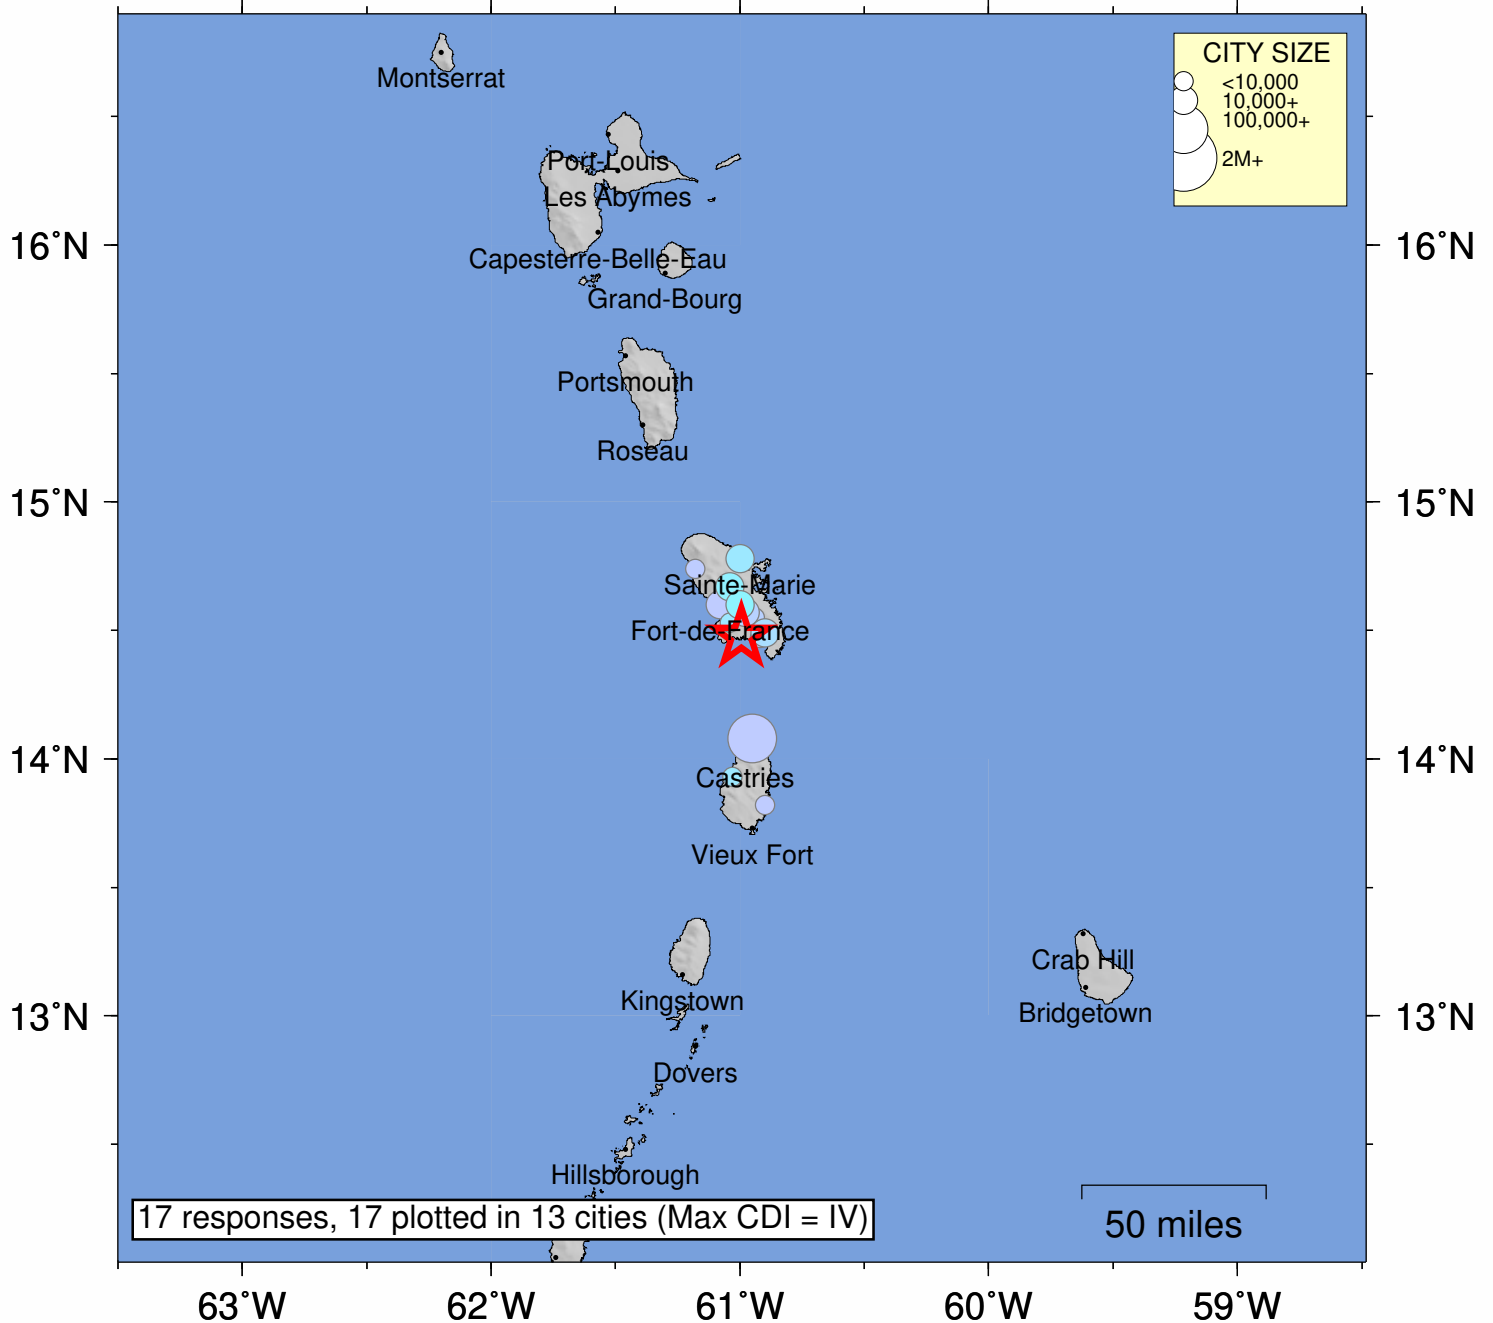 CITY SIZE
<10,000
10,000+
100,000+
2M+
Montserrat
Port-Louis
Les Abymes
16°N
16°N
Capesterre-Belle-Eau
Grand-Bourg
Portsmouth
Roseau
15°N
15°N
Sainte-Marie
Fort-de-France
14°N
14°N
Castries
Vieux Fort
Crab Hill
Kingstown
Bridgetown
13°N
13°N
Dovers
Hillsborough
17 responses, 17 plotted in 13 cities (Max CDI = IV)
50 miles
63°W
62°W
61°W
60°W
59°W